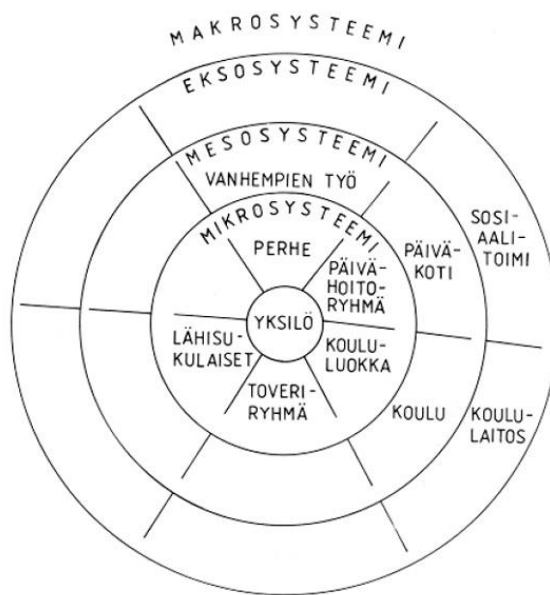 MAKROSYSTEEMI
EKSOSYSTEEMI
MESOSYSTEEMI
VANHEMPIEN TYÖ
MIKROSYSTEEMI
PERHE
PÄIVÄ-
HOITO-
RYHMÄ
PÄIVÄ-
KOTI
SOSI-
AALI-
TOIMI
YKSILÖ
LÄHISU-
KULAISET
KOULU-
LUOKKA
TOVERI-
RYHMÄ
KOULU
KOULU-
LAITOS